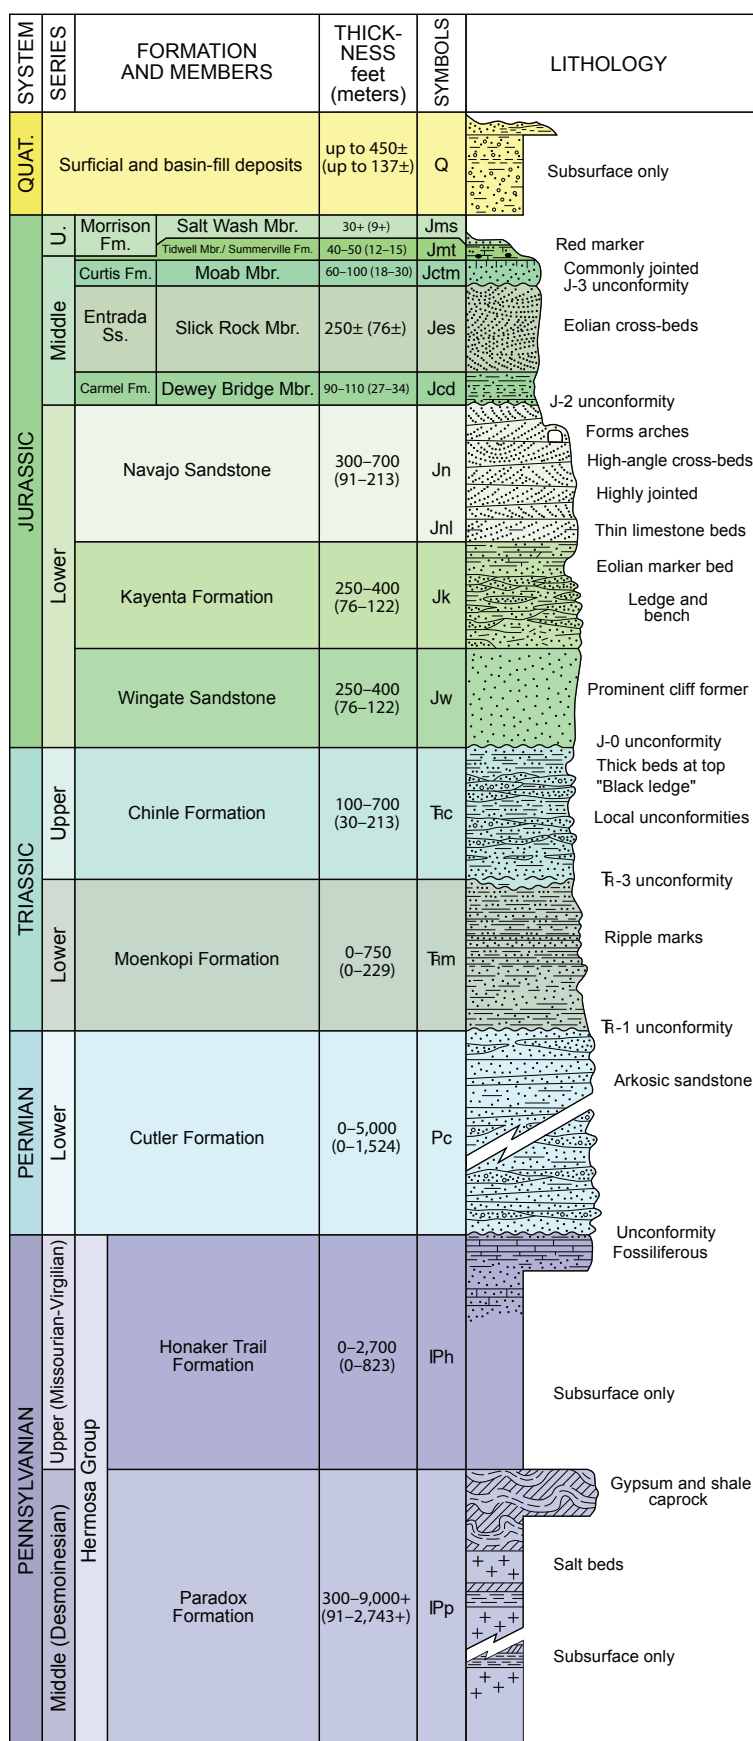 SYSTEM
SERIES
FORMATION
AND MEMBERS
THICK-
NESS
feet
(meters)
SYMBOLS
LITHOLOGY
QUAT.
Surficial and basin-fill deposits
up to 450±
(up to 137±)
Q
Subsurface only
JURASSIC
U.
Morrison
Fm.
Salt Wash Mbr.
30+ (9+)
Jms
Tidwell Mbr./ Summerville Fm.
40–50 (12–15)
Jmt
Red marker
Middle
Curtis Fm.
Moab Mbr.
60–100 (18–30)
Jctm
Commonly jointed
J-3 unconformity
Entrada
Ss.
Slick Rock Mbr.
250± (76±)
Jes
Eolian cross-beds
Carmel Fm.
Dewey Bridge Mbr.
90–110 (27–34)
Jcd
J-2 unconformity
Lower
Navajo Sandstone
300–700
(91–213)
Jn
Jnl
Forms arches
High-angle cross-beds
Highly jointed
Thin limestone beds
Kayenta Formation
250–400
(76–122)
Jk
Eolian marker bed
Ledge and
bench
Wingate Sandstone
250–400
(76–122)
Jw
Prominent cliff former
J-0 unconformity
TRIASSIC
Upper
Chinle Formation
100–700
(30–213)
TRc
Thick beds at top
"Black ledge"
Local unconformities
TR-3 unconformity
Lower
Moenkopi Formation
0–750
(0–229)
TRm
Ripple marks
TR-1 unconformity
PERMIAN
Lower
Cutler Formation
0–5,000
(0–1,524)
Pc
Arkosic sandstone
Unconformity
PENNSYLVANIAN
Upper (Missourian-Virgilian)
Hermosa Group
Honaker Trail
Formation
0–2,700
(0–823)
IPh
Fossiliferous
Subsurface only
Middle (Desmoinesian)
Paradox
Formation
300–9,000+
(91–2,743+)
IPp
Gypsum and shale
caprock
Salt beds
Subsurface only